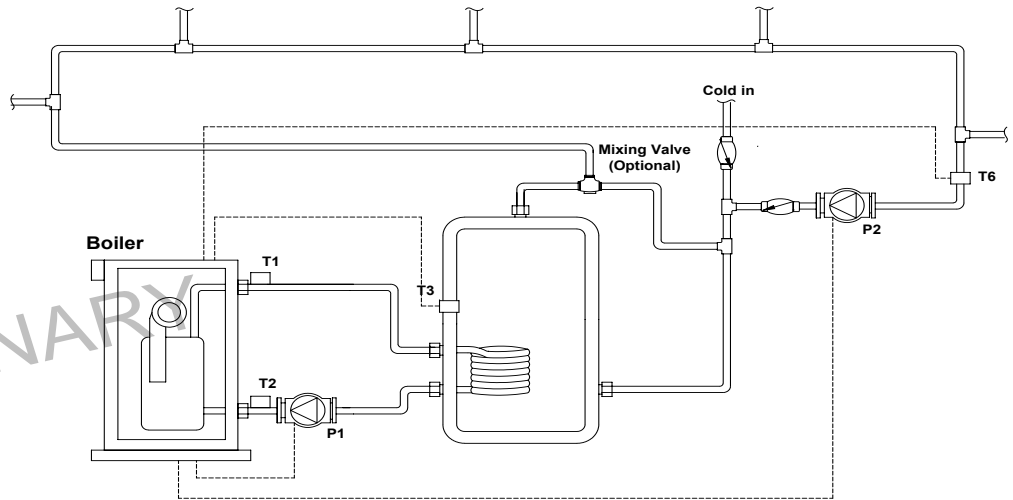 Cold in
Mixing Valve
(Optional)
T6
P2
Boiler
T1
T3
NARY
T2
P1